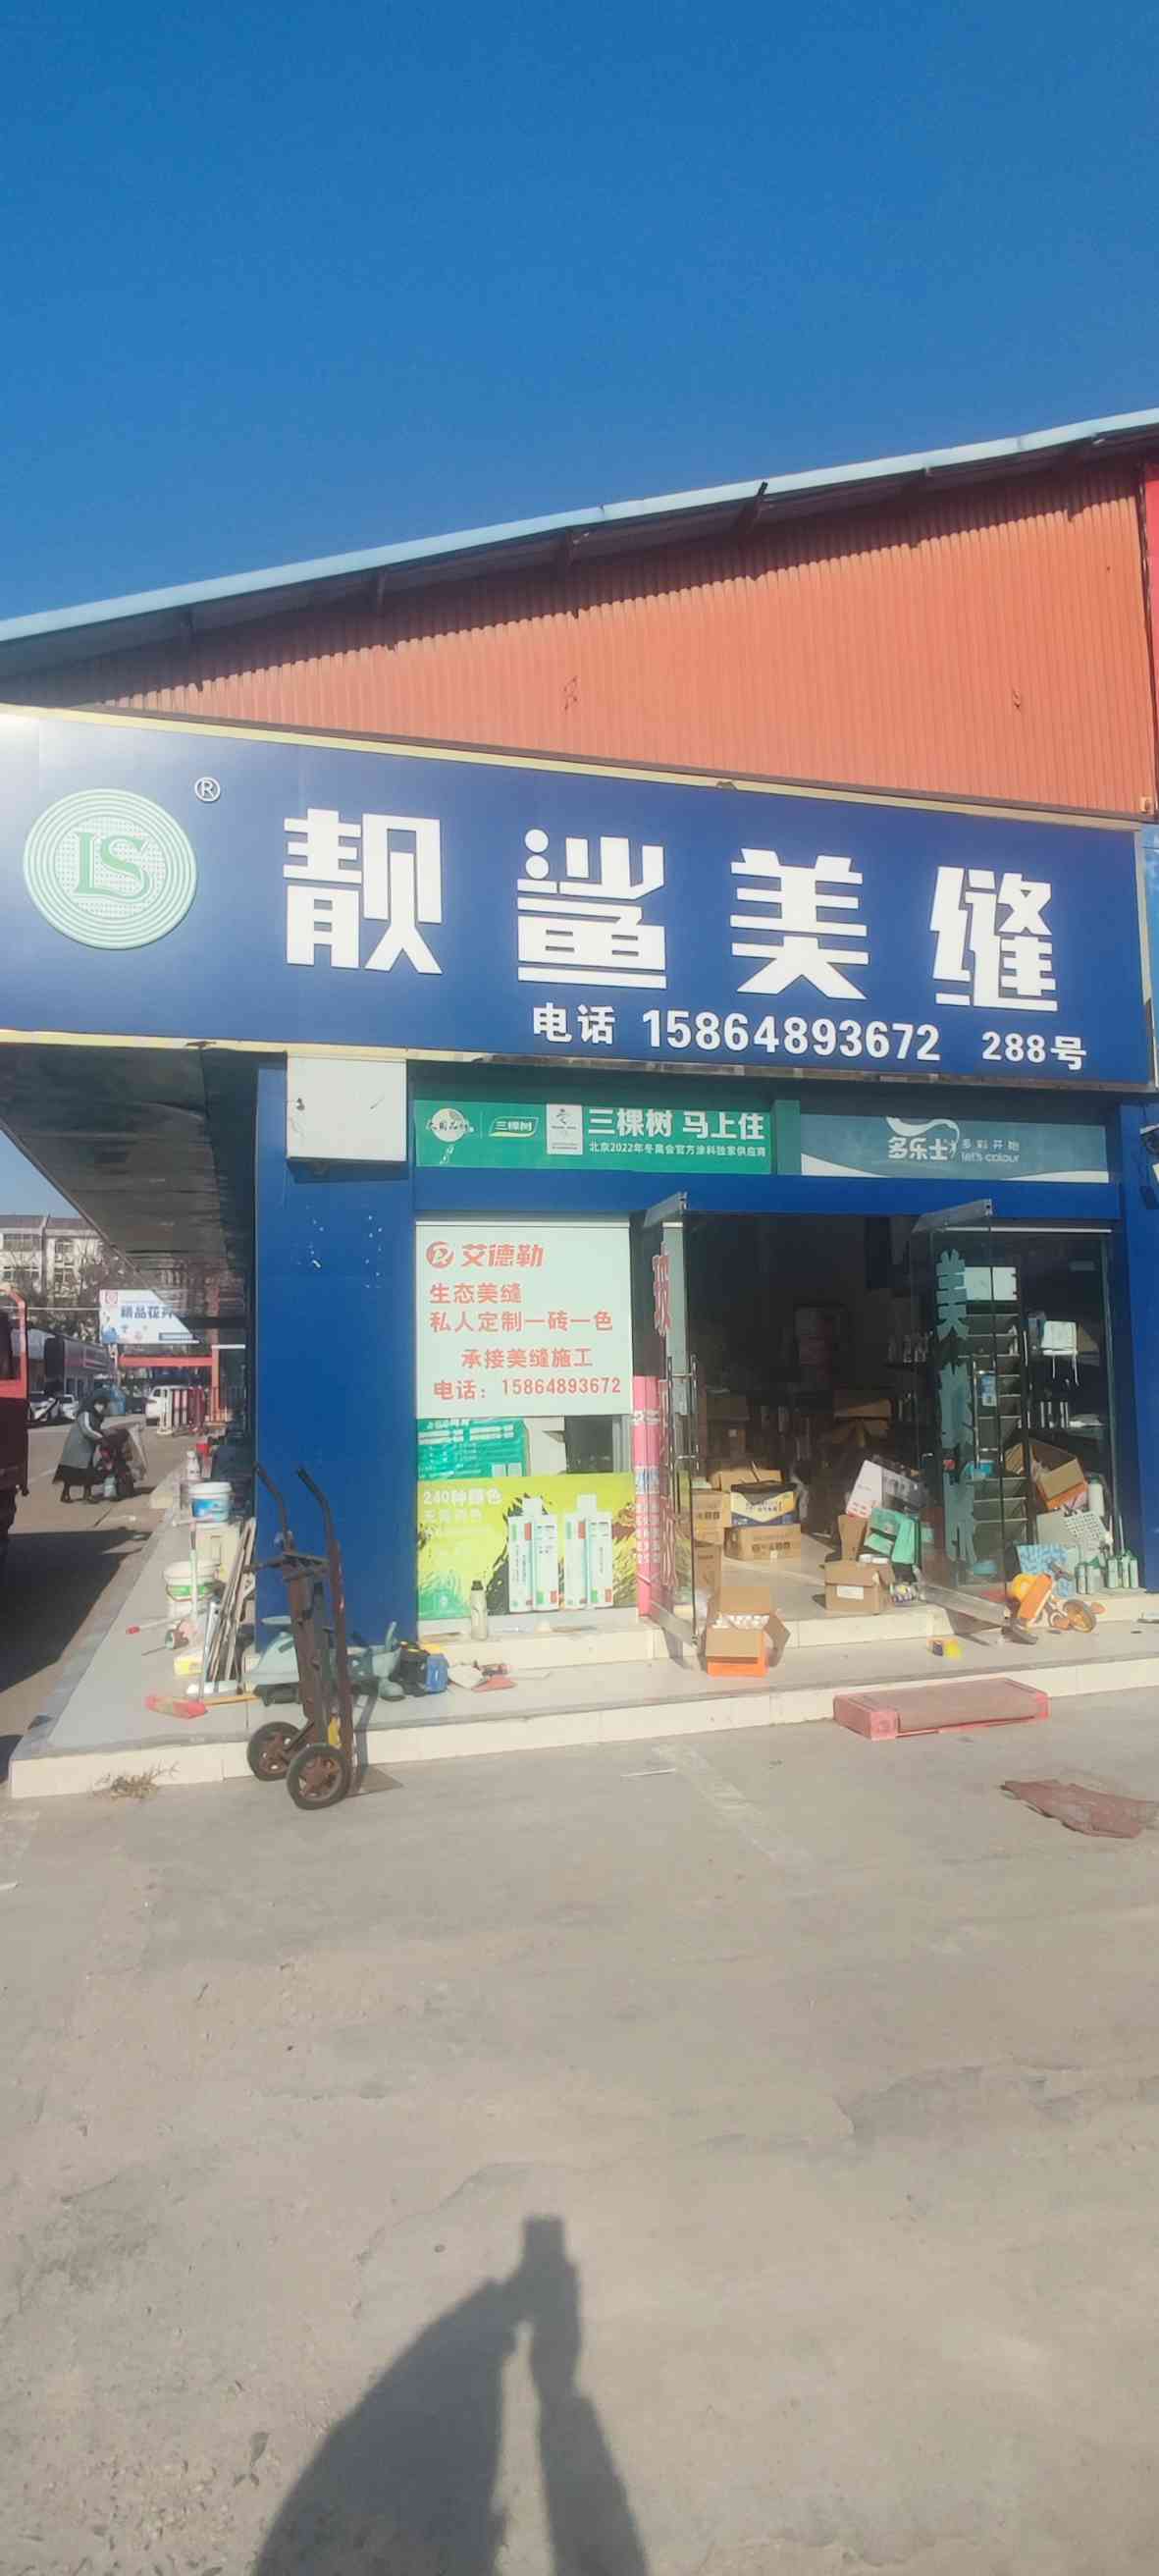 LS ®
靓鲨美缝
电话 15864893672 288号
三棵树 三棵树 马上住
北京2022年冬奥会官方涂料独家供应商
多乐士 多彩开始
let's colour
艾德勒
生态美缝
私人定制一砖一色
承接美缝施工
电话：15864893672
240种颜色
美
精品花卉